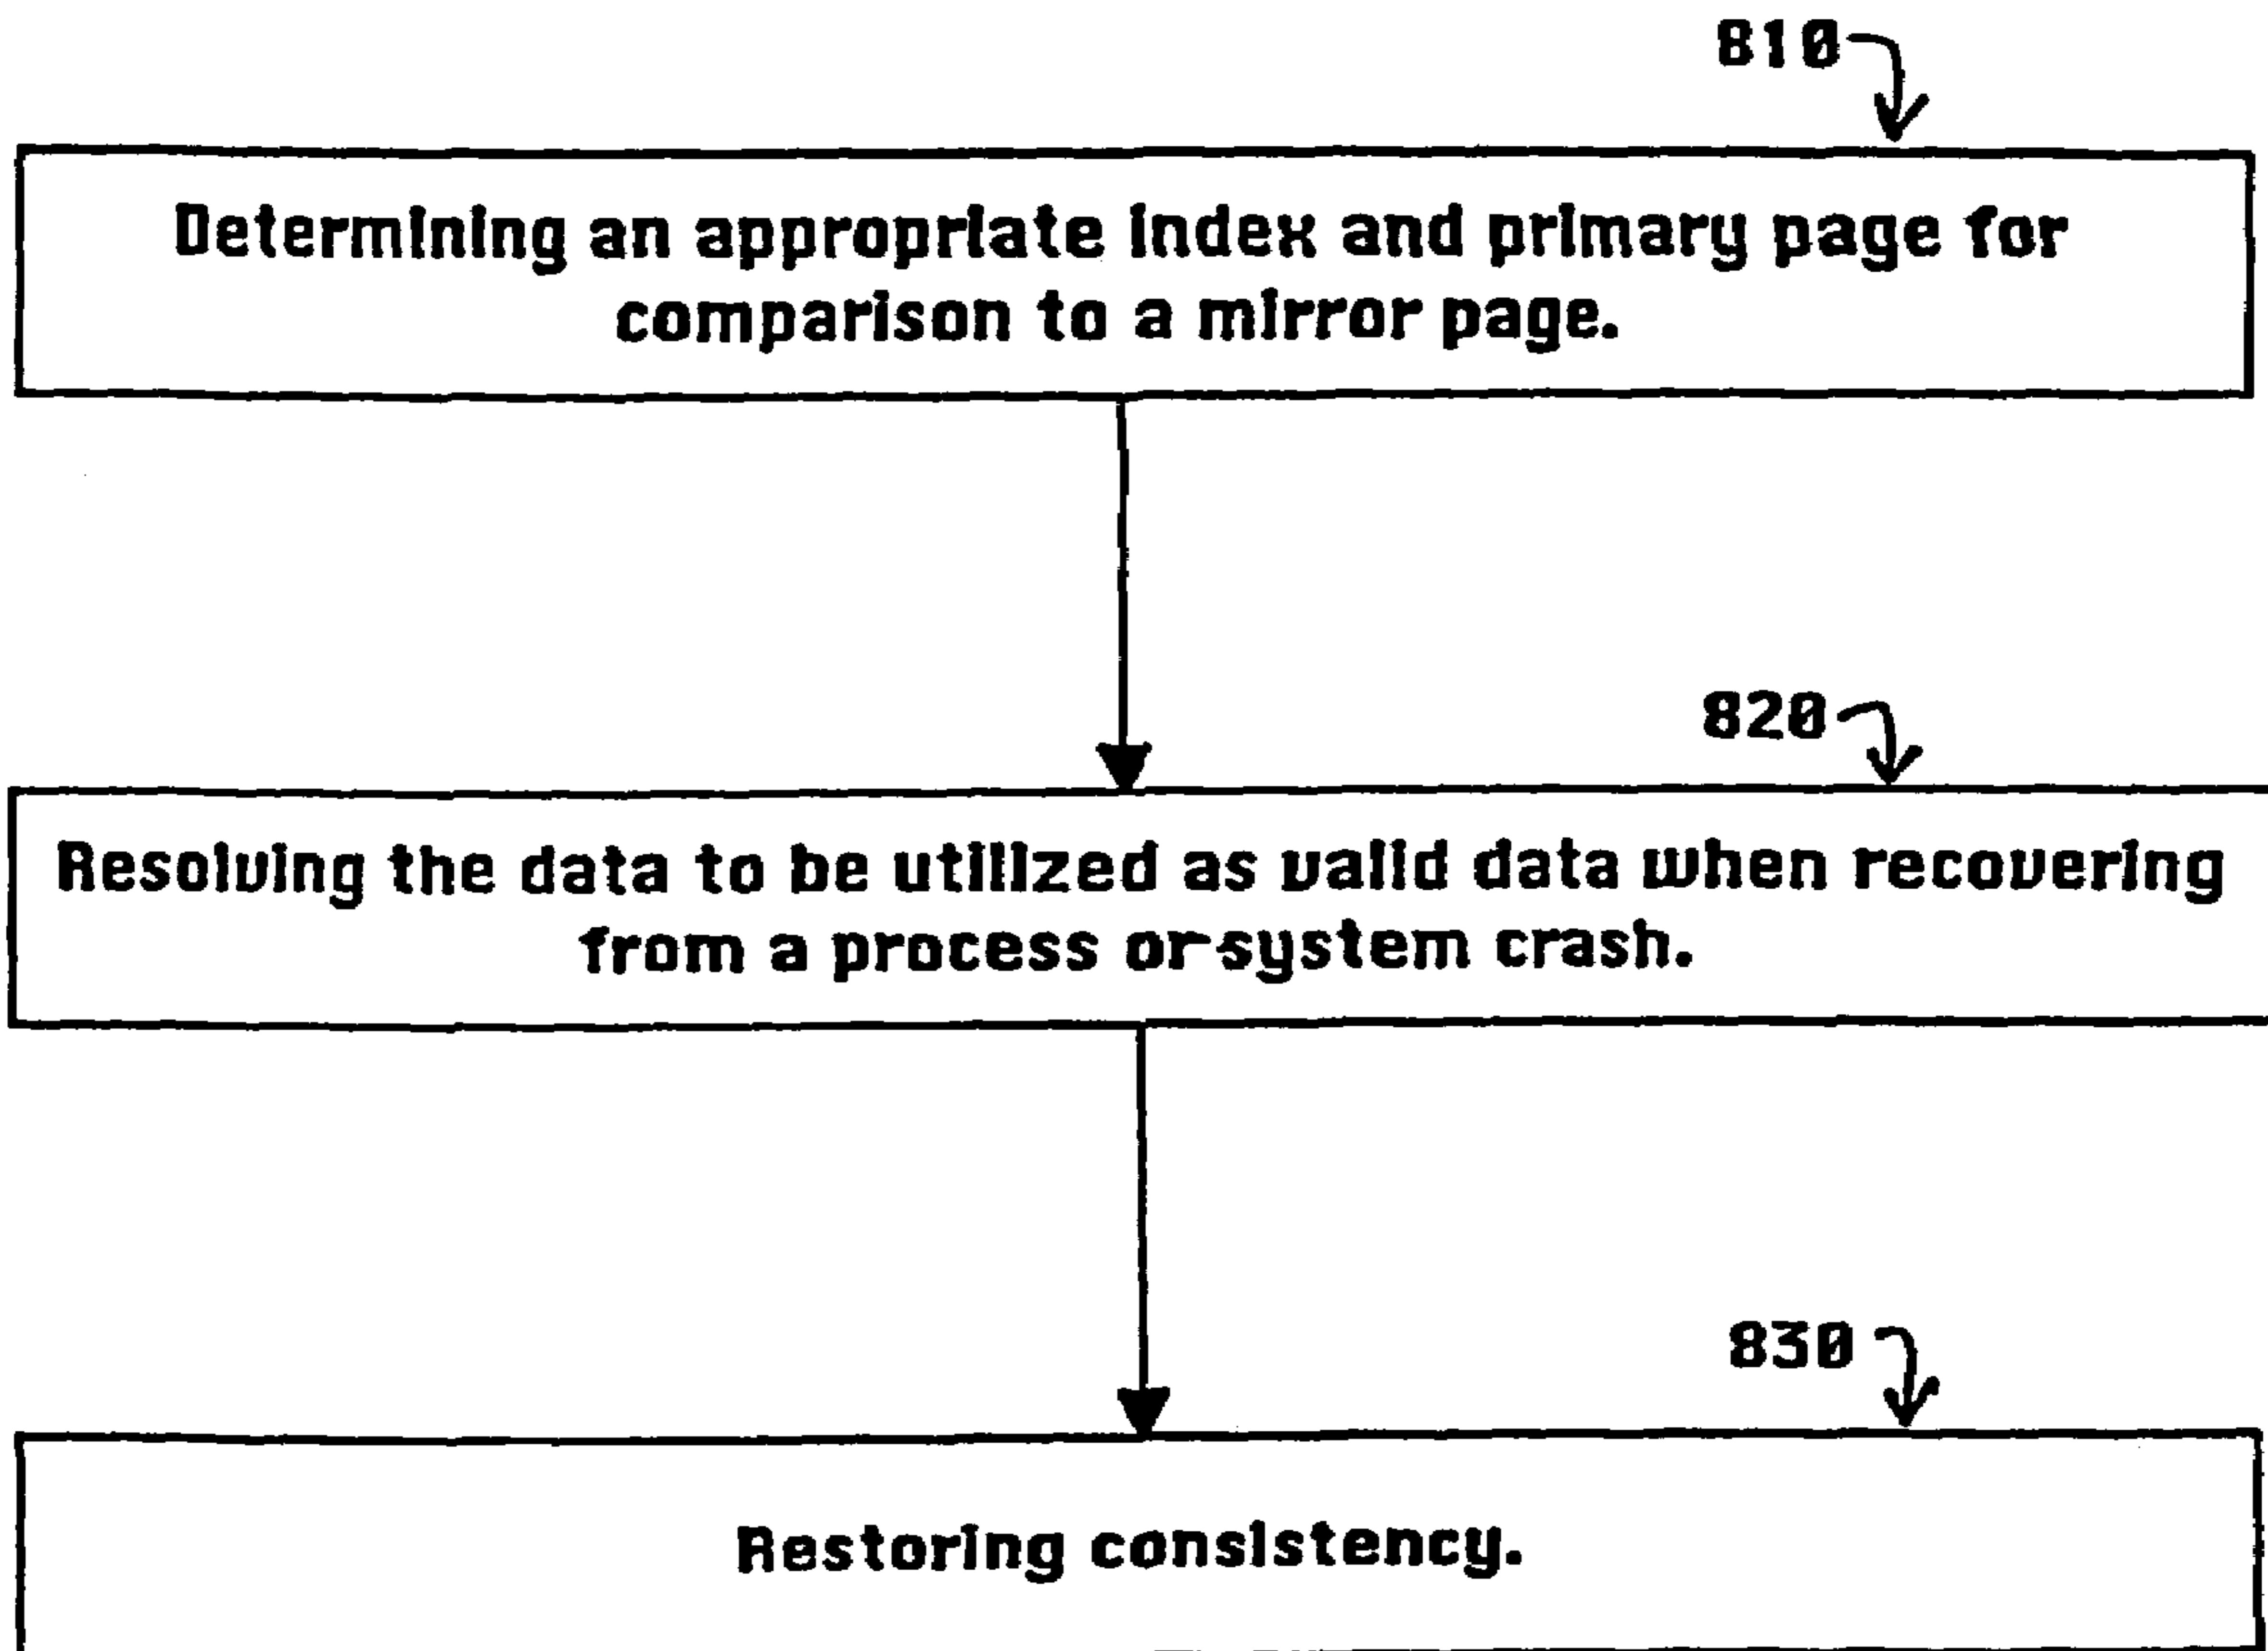 810
Determining an appropriate index and primary page for
comparison to a mirror page.
820
Resolving the data to be utilized as valid data when recovering
from a process or system crash.
830
Restoring consistency.